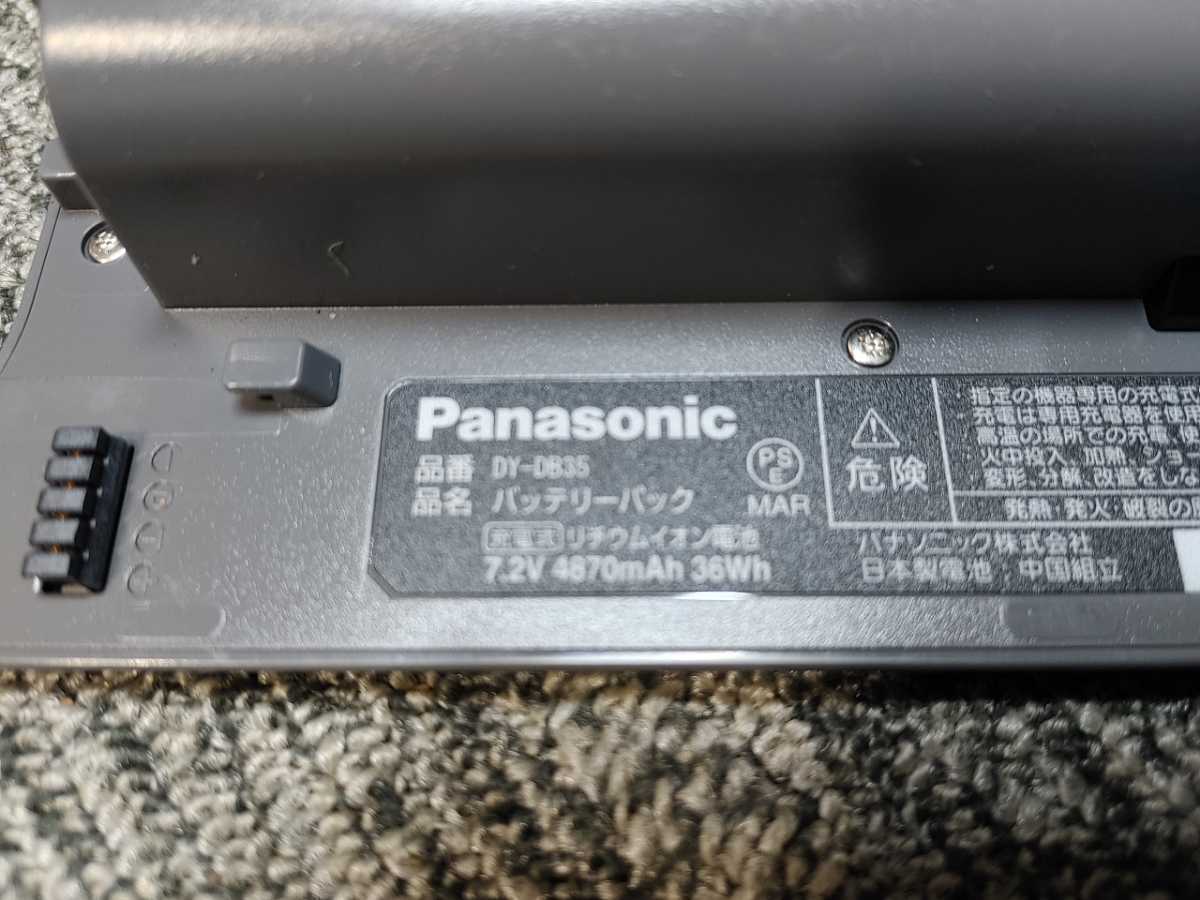 Panasonic
品番 DY-DB35
品名 バッテリーパック
充電式 リチウムイオン電池
7.2V 4870mAh 36Wh
PS
E
MAR
危険
指定の機器専用の充電式
充電は専用充電器を使用
高温の場所での充電、使
火中投入、加熱、ショー
変形、分解、改造をしな
発熱・発火・破裂の
パナソニック株式会社
日本製電池・中国組立